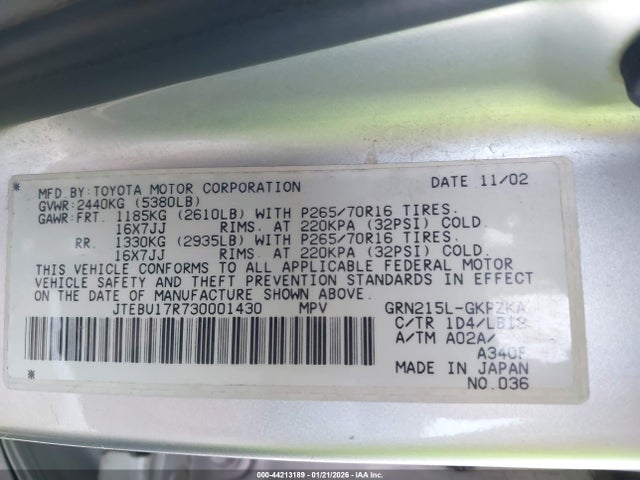 MFD.BY:TOYOTA MOTOR CORPORATION DATE 11/02
GVWR:2440KG (5380LB)
GAWR:FRT. 1185KG (2610LB) WITH P265/70R16 TIRES.
16X7JJ RIMS. AT 220KPA (32PSI) COLD
RR. 1330KG (2935LB) WITH P265/70R16 TIRES.
16X7JJ RIMS. AT 220KPA (32PSI) COLD.
THIS VEHICLE CONFORMS TO ALL APPLICABLE FEDERAL MOTOR
VEHICLE SAFETY AND THEFT PREVENTION STANDARDS IN EFFECT
ON THE DATE OF MANUFACTURE SHOWN ABOVE.
JTEBU17R730001430 MPV GRN215L-GKPZKA
C/TR 1D4/LB18
A/TM A02A/
A340F
MADE IN JAPAN
NO.036
000-44213189 - 01/21/2026 - IAA Inc.